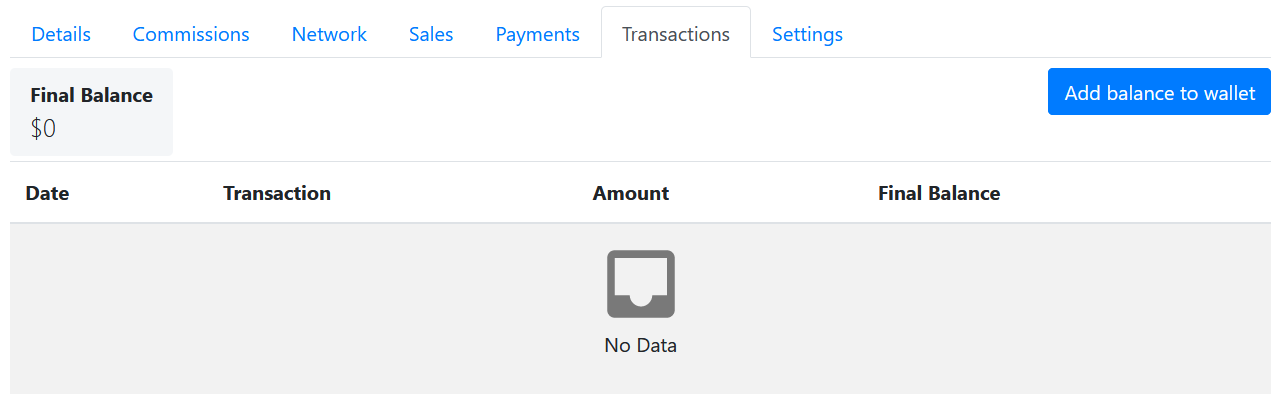 Details Commissions Network Sales Payments Transactions Settings
Final Balance
$0
Add balance to wallet
Date Transaction Amount Final Balance
No Data